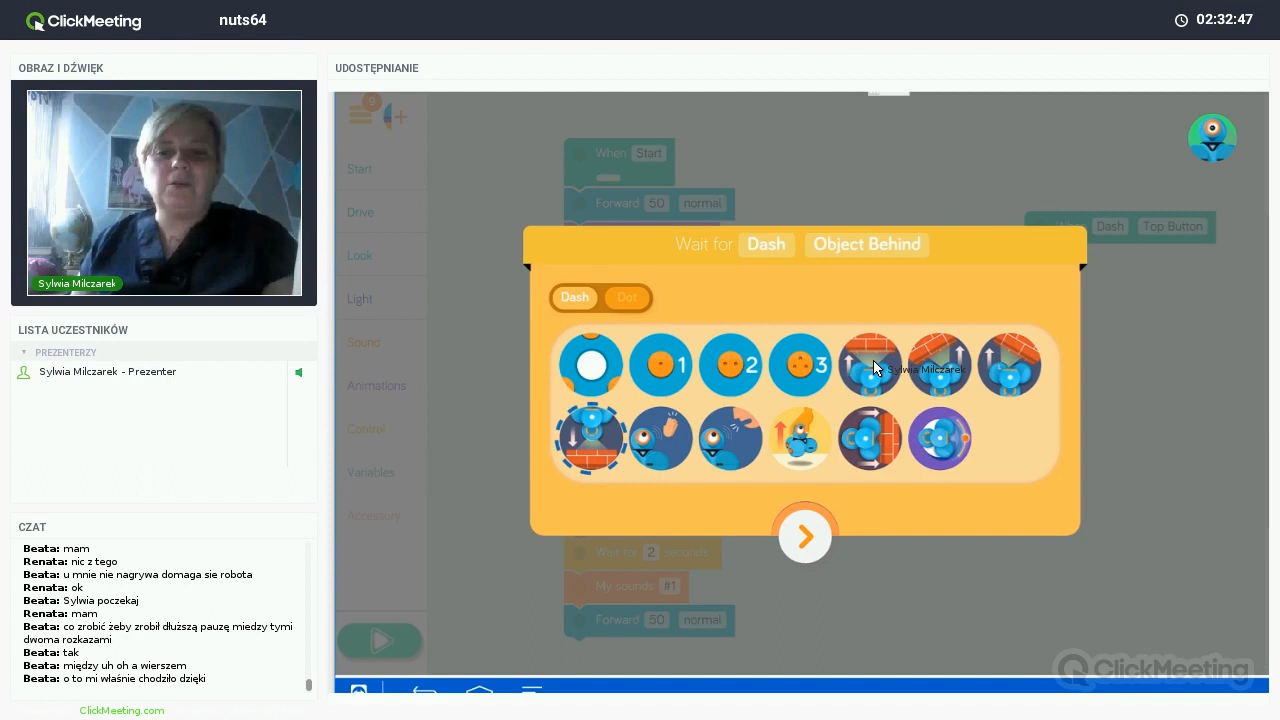 ClickMeeting
nuts64
02:32:47
OBRAZ I DŹWIĘK
Sylwia Milczarek
LISTA UCZESTNIKÓW
PREZENTERZY
Sylwia Milczarek - Prezenter
CZAT
Beata: mam
Renata: nic z tego
Beata: u mnie nie nagrywa domaga sie robota
Renata: ok
Beata: Sylwia poczekaj
Renata: mam
Beata: co zrobić żeby zrobił dłuższą pauzę miedzy tymi
dwoma rozkazami
Beata: tak
Beata: między uh oh a wierszem
Beata: o to mi właśnie chodziło dzięki
ClickMeeting.com
UDOSTĘPNIANIE
9
Start
Drive
Look
Light
Sound
Animations
Control
Variables
Accessory
When Start
Forward 50 normal
Dash Top Button
Wait for Dash Object Behind
Dash Dot
1 2 3
Sylwia Milczarek
Wait for 2 seconds
My sounds #1
Forward 50 normal
ClickMeeting